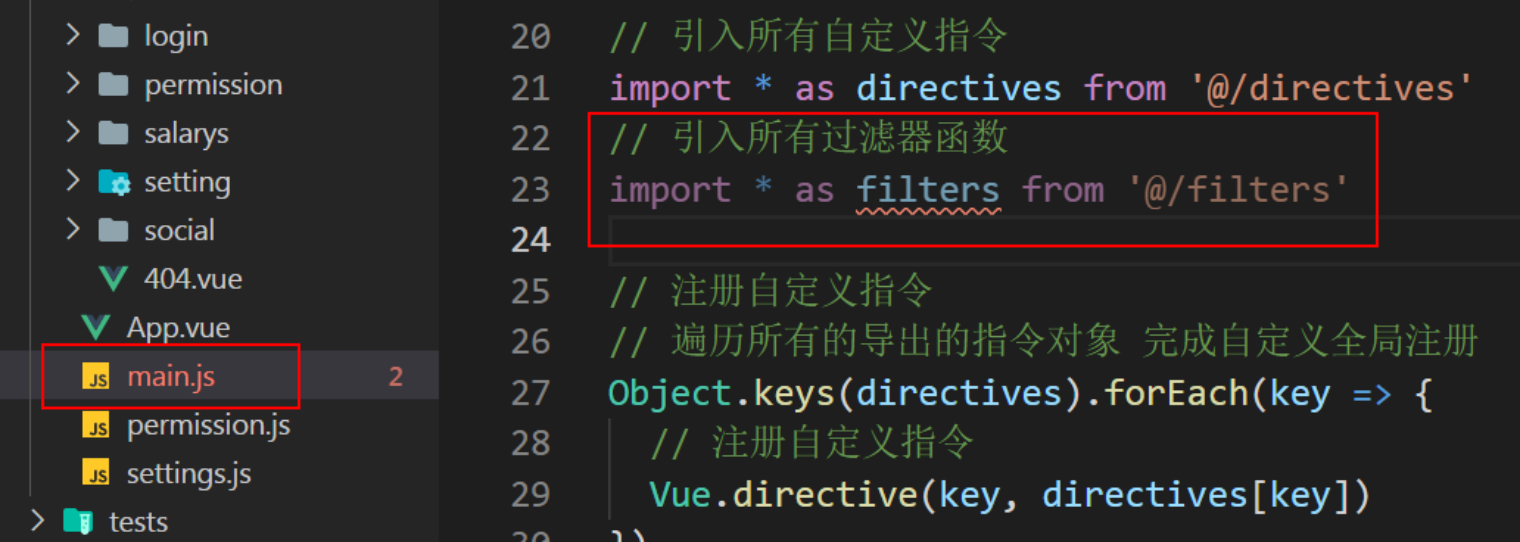 login
permission
salarys
setting
social
404.vue
App.vue
JS main.js 2
JS permission.js
JS settings.js
tests
20 // 引入所有自定义指令
21 import * as directives from '@/directives'
22 // 引入所有过滤器函数
23 import * as filters from '@/filters'
24
25 // 注册自定义指令
26 // 遍历所有的导出的指令对象 完成自定义全局注册
27 Object.keys(directives).forEach(key => {
28 // 注册自定义指令
29 Vue.directive(key, directives[key])
30 })